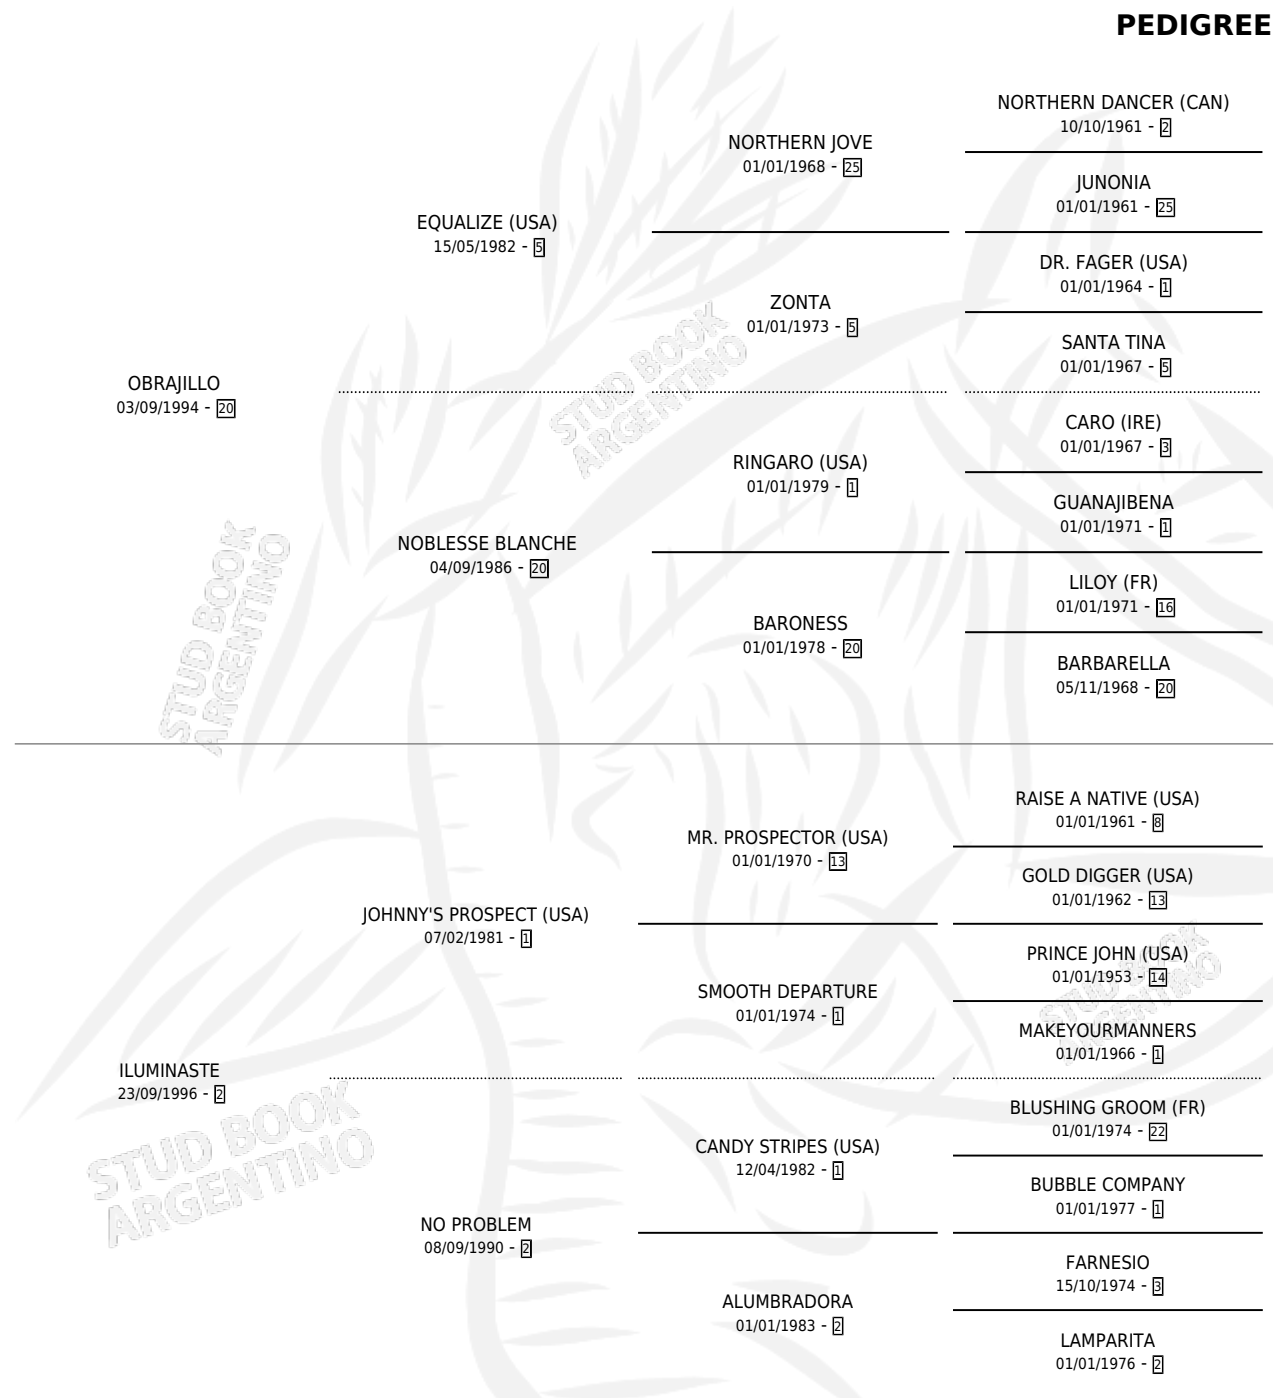 PEDIGREE
NORTHERN DANCER (CAN)
10/10/1961 - 2
NORTHERN JOVE
01/01/1968 - 25
JUNONIA
01/01/1961 - 25
EQUALIZE (USA)
15/05/1982 - 5
DR. FAGER (USA)
01/01/1964 - 1
ZONTA
01/01/1973 - 5
SANTA TINA
01/01/1967 - 5
OBRAJILLO
03/09/1994 - 20
CARO (IRE)
01/01/1967 - 3
RINGARO (USA)
01/01/1979 - 1
GUANAJIBENA
01/01/1971 - 1
NOBLESSE BLANCHE
04/09/1986 - 20
LILOY (FR)
01/01/1971 - 16
BARONESS
01/01/1978 - 20
BARBARELLA
05/11/1968 - 20
RAISE A NATIVE (USA)
01/01/1961 - 8
MR. PROSPECTOR (USA)
01/01/1970 - 13
GOLD DIGGER (USA)
01/01/1962 - 13
JOHNNY'S PROSPECT (USA)
07/02/1981 - 1
PRINCE JOHN (USA)
01/01/1953 - 14
SMOOTH DEPARTURE
01/01/1974 - 1
MAKEYOURMANNERS
01/01/1966 - 1
ILUMINASTE
23/09/1996 - 2
BLUSHING GROOM (FR)
01/01/1974 - 22
CANDY STRIPES (USA)
12/04/1982 - 1
BUBBLE COMPANY
01/01/1977 - 1
NO PROBLEM
08/09/1990 - 2
FARNESIO
15/10/1974 - 3
ALUMBRADORA
01/01/1983 - 2
LAMPARITA
01/01/1976 - 2
STUD BOOK
ARGENTINO
STUD BOOK
ARGENTINO
STUD BOOK
ARGENTINO
STUD BOOK
ARGENTINO